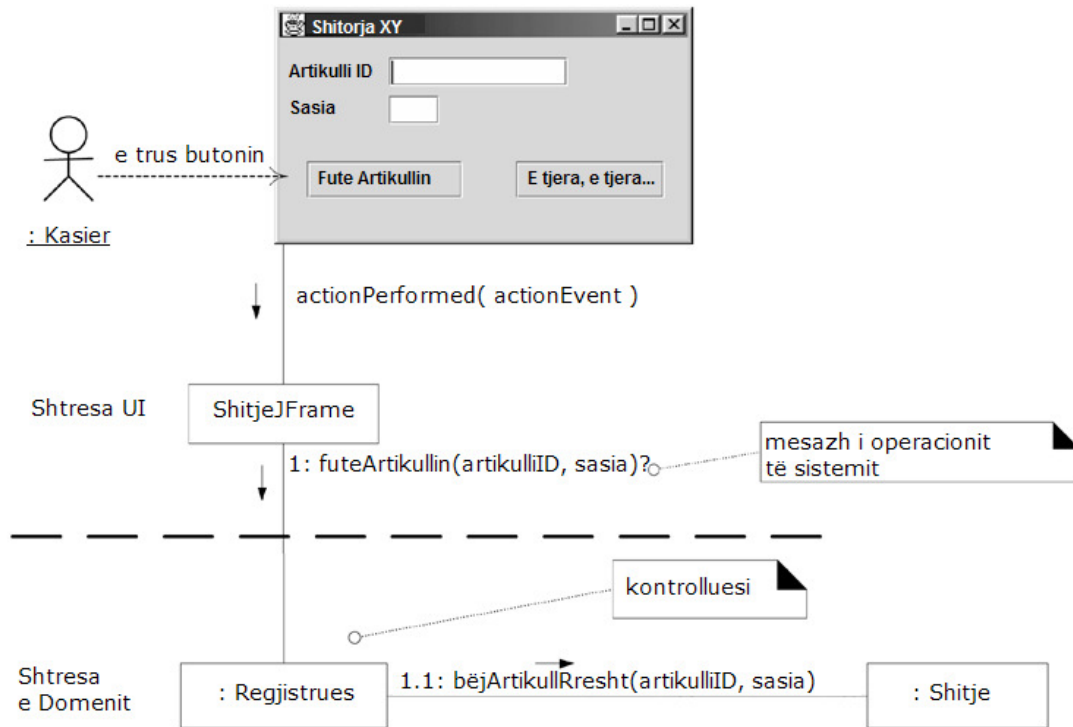 Shitorja XY
Artikulli ID
Sasia
e trus butonin
Fute Artikullin
E tjera, e tjera...
: Kasier
actionPerformed( actionEvent )
Shtresa UI
ShitjeJFrame
mesazh i operacionit
të sistemit
1: futeArtikullin(artikulliID, sasia)?
kontrolluesi
Shtresa
e Domenit
: Regjistrues
1.1: bëjArtikullRresht(artikulliID, sasia)
: Shitje